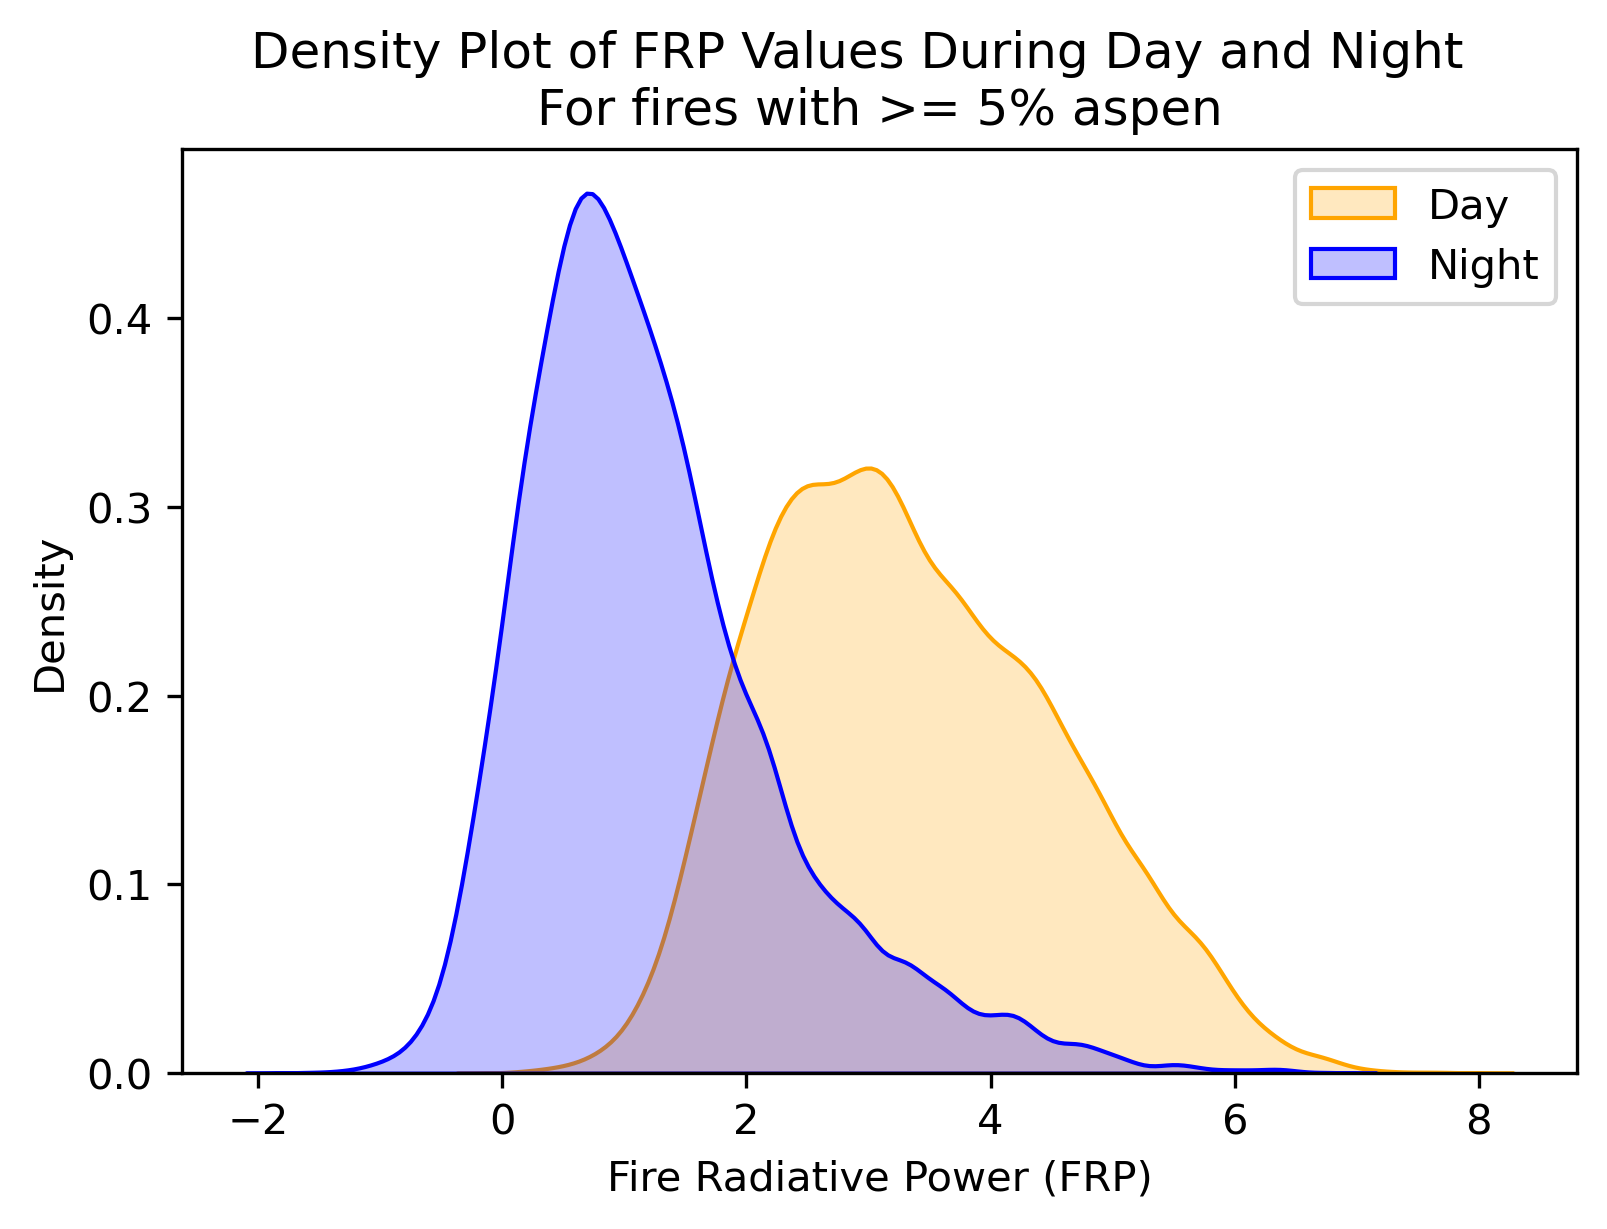 Density Plot of FRP Values During Day and Night
For fires with >= 5% aspen
Day
Night
Density
0.4
0.3
0.2
0.1
0.0
−2 0 2 4 6 8
Fire Radiative Power (FRP)